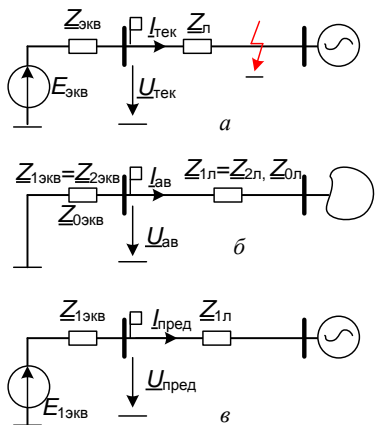 Zэкв Iтек Zл
Eэкв Uтек
а
Z1экв=Z2экв Iав Z1л=Z2л, Z0л
Z0экв Uав
б
Z1экв Iпред Z1л
E1экв Uпред
в